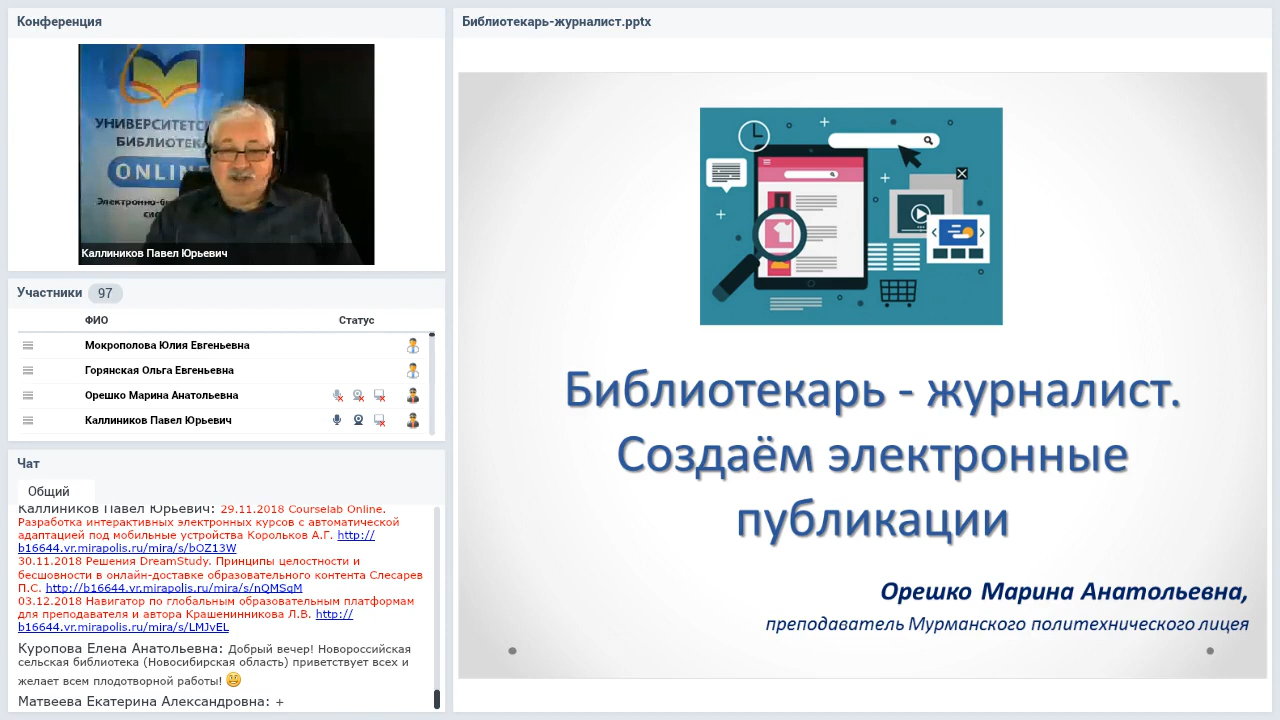 Конференция
УНИВЕРСИТЕТС
БИБЛИОТЕКА
ONLINE
Каллиников Павел Юрьевич
Участники 97
ФИО Статус
Мокрополова Юлия Евгеньевна
Горянская Ольга Евгеньевна
Орешко Марина Анатольевна
Каллиников Павел Юрьевич
Чат
Общий
Каллиников Павел Юрьевич: 29.11.2018 Courselab Online.
Разработка интерактивных электронных курсов с автоматической
адаптацией под мобильные устройства Корольков А.Г. http://
b16644.vr.mirapolis.ru/mira/s/bOZ13W
30.11.2018 Решения DreamStudy. Принципы целостности и
бесшовности в онлайн-доставке образовательного контента Слесарев
П.С. http://b16644.vr.mirapolis.ru/mira/s/nQMSqM
03.12.2018 Навигатор по глобальным образовательным платформам
для преподавателя и автора Крашенинникова Л.В. http://
b16644.vr.mirapolis.ru/mira/s/LMJvEL
Куропова Елена Анатольевна: Добрый вечер! Новороссийская
сельская библиотека (Новосибирская область) приветствует всех и
желает всем плодотворной работы!
Матвеева Екатерина Александровна: +
Библиотекарь-журналист.pptx
Библиотекарь - журналист.
Создаём электронные
публикации
Орешко Марина Анатольевна,
преподаватель Мурманского политехнического лицея